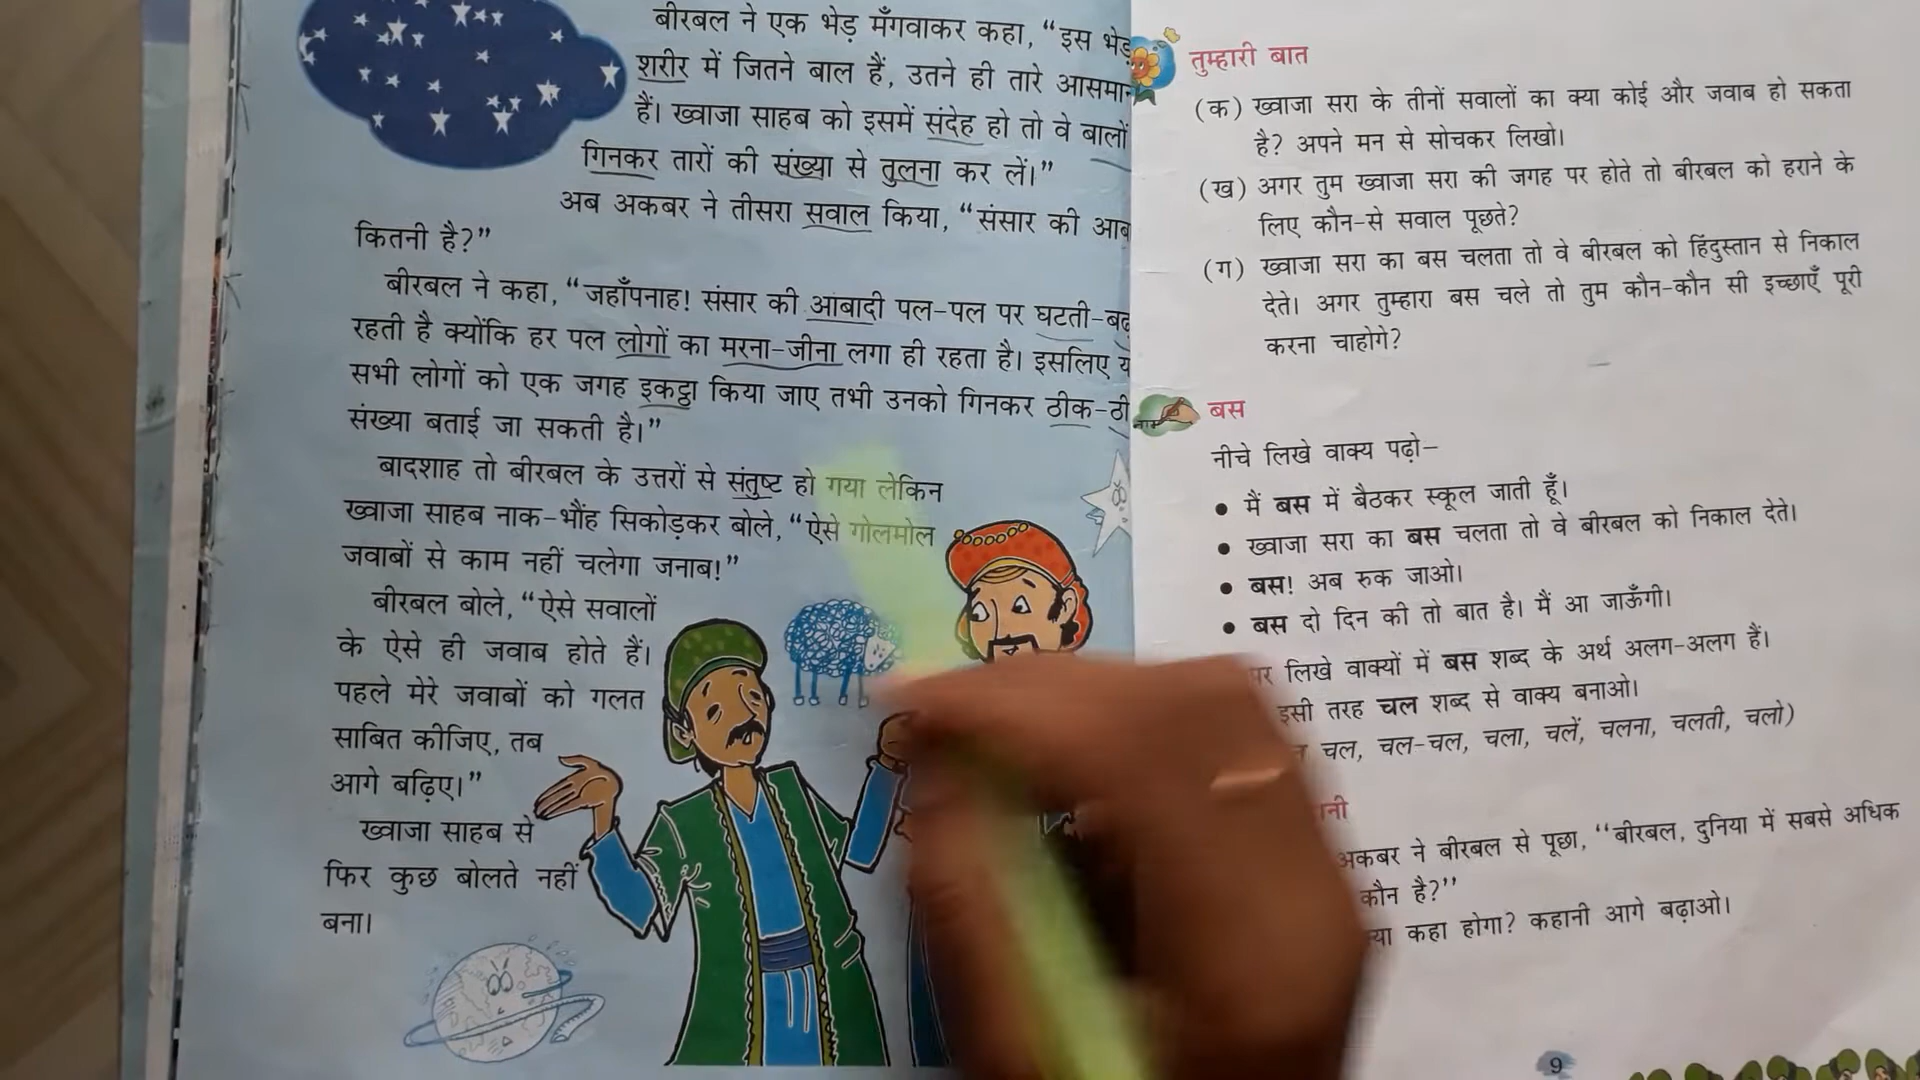 बीरबल ने एक भेड़ मँगवाकर कहा, “इस भेड़
शरीर में जितने बाल हैं, उतने ही तारे आसमान
हैं। ख्वाजा साहब को इसमें संदेह हो तो वे बालों
गिनकर तारों की संख्या से तुलना कर लें।”
अब अकबर ने तीसरा सवाल किया, “संसार की
कितनी है?”
बीरबल ने कहा, “जहाँपनाह! संसार की आबादी पल-पल पर घटती-
रहती है क्योंकि हर पल लोगों का मरना-जीना लगा ही रहता है। इसलिए
सभी लोगों को एक जगह इकट्ठा किया जाए तभी उनको गिनकर ठीक-
संख्या बताई जा सकती है।”
बादशाह तो बीरबल के उत्तरों से संतुष्ट हो गया लेकिन
ख्वाजा साहब नाक-भौंह सिकोड़कर बोले, “ऐसे गोलमोल
जवाबों से काम नहीं चलेगा जनाब!”
बीरबल बोले, “ऐसे सवालों
के ऐसे ही जवाब होते हैं।
पहले मेरे जवाबों को गलत
साबित कीजिए, तब
आगे बढ़िए।”
ख्वाजा साहब से
फिर कुछ बोलते नहीं
बना।
तुम्हारी बात
(क) ख्वाजा सरा के तीनों सवालों का क्या कोई और जवाब हो सकता
है? अपने मन से सोचकर लिखो।
(ख) अगर तुम ख्वाजा सरा की जगह पर होते तो बीरबल को हराने के
लिए कौन-से सवाल पूछते?
(ग) ख्वाजा सरा का बस चलता तो वे बीरबल को हिंदुस्तान से निकाल
देते। अगर तुम्हारा बस चले तो तुम कौन-कौन सी इच्छाएँ पूरी
करना चाहोगे?
बस
नीचे लिखे वाक्य पढ़ो–
• मैं बस में बैठकर स्कूल जाती हूँ।
• ख्वाजा सरा का बस चलता तो वे बीरबल को निकाल देते।
• बस! अब रुक जाओ।
• बस दो दिन की तो बात है। मैं आ जाऊँगी।
लिखे वाक्यों में बस शब्द के अर्थ अलग-अलग हैं।
इसी तरह चल शब्द से वाक्य बनाओ।
चल, चल-चल, चला, चलें, चलना, चलती, चलो)
अकबर ने बीरबल से पूछा, “बीरबल, दुनिया में सबसे अधिक
कौन है?”
कहा होगा? कहानी आगे बढ़ाओ।
9